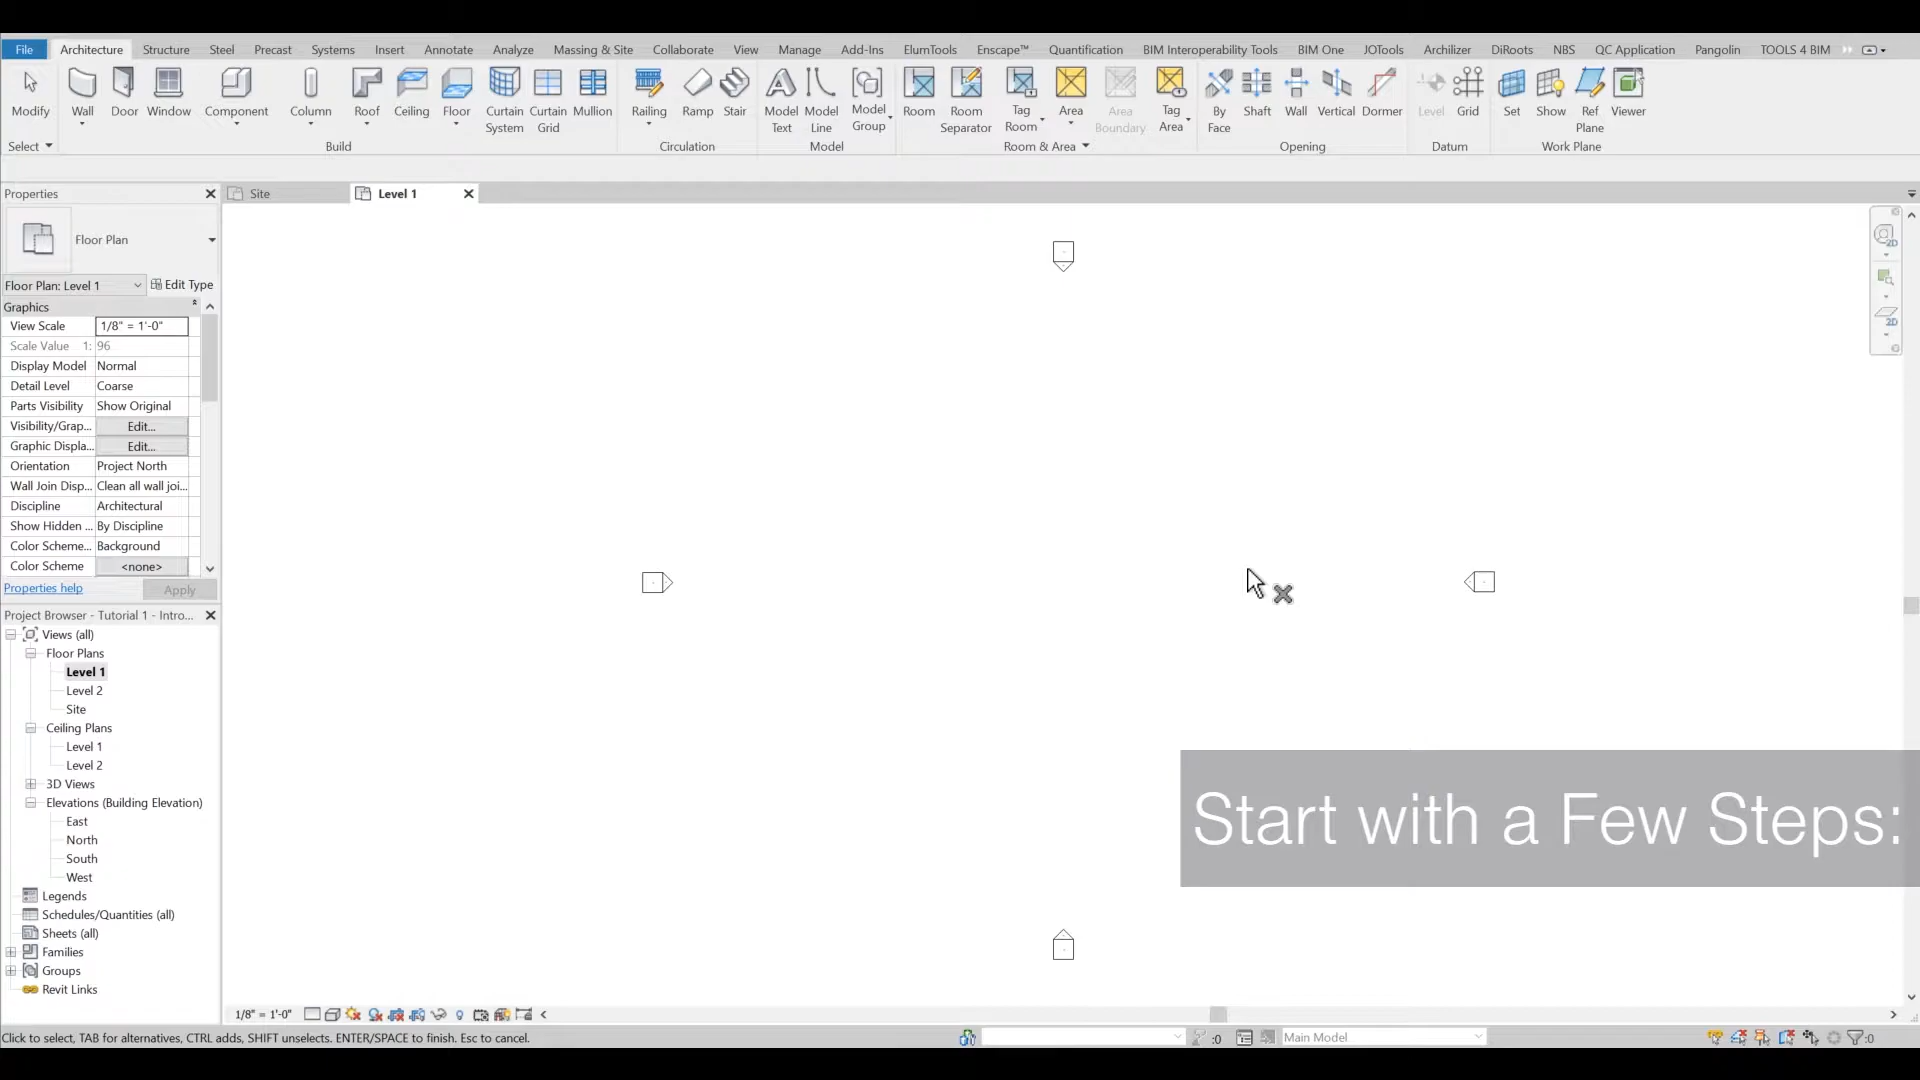 File Architecture Structure Steel Precast Systems Insert Annotate Analyze Massing & Site Collaborate View Manage Add-Ins ElumTools Enscape™ Quantification BIM Interoperability Tools BIM One JOTools Archilizer DiRoots NBS QC Application Pangolin TOOLS 4 BIM
Modify Wall Door Window Component Column Roof Ceiling Floor Curtain System Curtain Grid Mullion Railing Ramp Stair Model Text Model Line Model Group Room Room Separator Tag Room Area Area Boundary Tag Area By Face Shaft Wall Vertical Dormer Level Grid Set Show Ref Plane Viewer
Select Build Circulation Model Room & Area Opening Datum Work Plane
Properties
Site
Level 1
Floor Plan
Floor Plan: Level 1
Edit Type
Graphics
View Scale 1/8" = 1'-0"
Scale Value 1: 96
Display Model Normal
Detail Level Coarse
Parts Visibility Show Original
Visibility/Grap... Edit...
Graphic Displa... Edit...
Orientation Project North
Wall Join Disp... Clean all wall joi...
Discipline Architectural
Show Hidden ... By Discipline
Color Scheme... Background
Color Scheme <none>
Properties help
Apply
Project Browser - Tutorial 1 - Intro...
Views (all)
Floor Plans
Level 1
Level 2
Site
Ceiling Plans
Level 1
Level 2
3D Views
Elevations (Building Elevation)
East
North
South
West
Legends
Schedules/Quantities (all)
Sheets (all)
Families
Groups
Revit Links
2D
2D
Start with a Few Steps:
1/8" = 1'-0"
Click to select, TAB for alternatives, CTRL adds, SHIFT unselects. ENTER/SPACE to finish. Esc to cancel.
:0
Main Model
:0